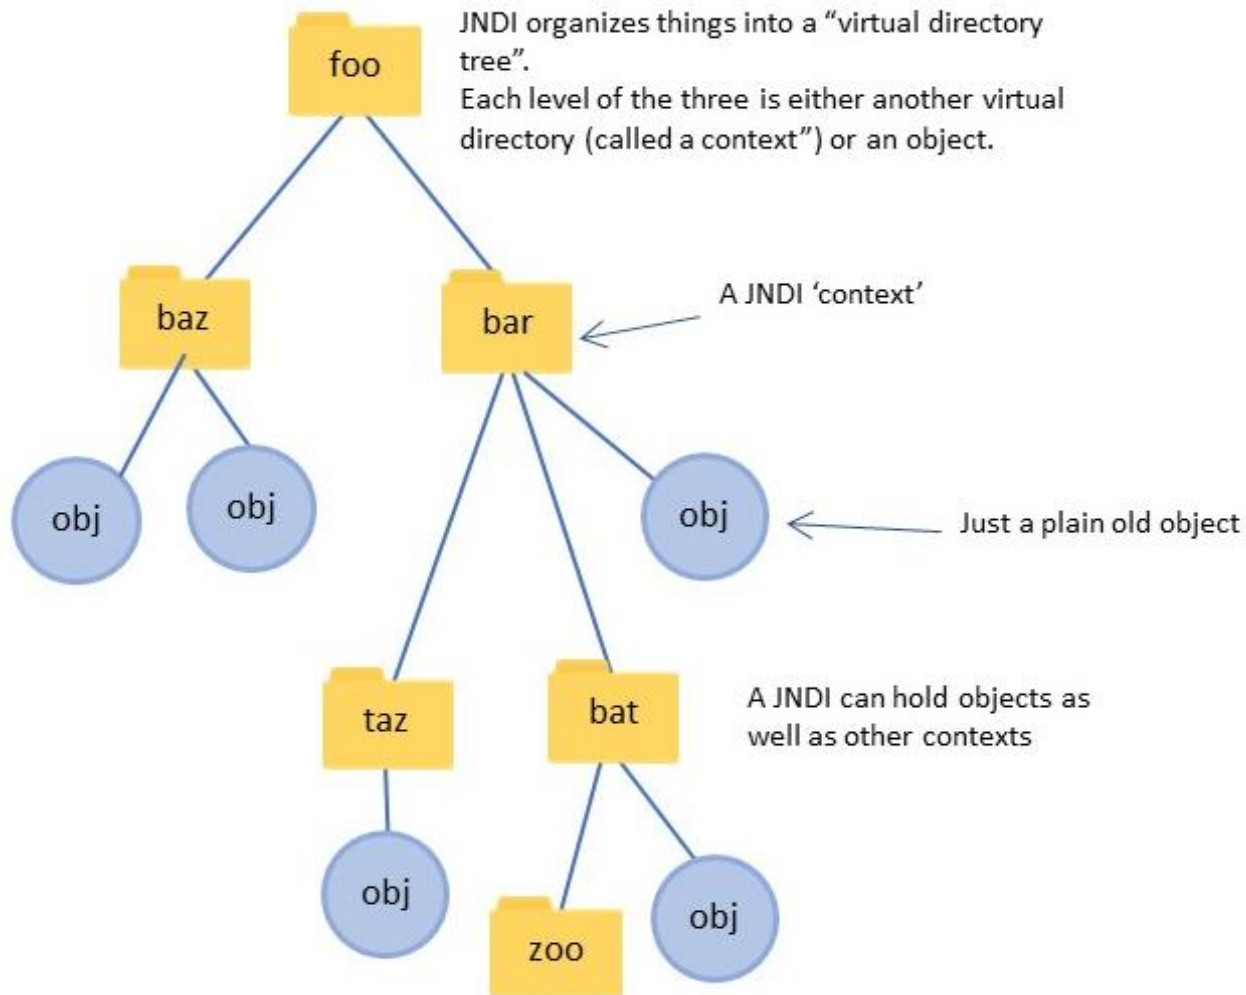 foo
JNDI organizes things into a “virtual directory
tree”.
Each level of the three is either another virtual
directory (called a context”) or an object.
baz
bar
A JNDI ‘context’
obj
obj
obj
Just a plain old object
taz
bat
A JNDI can hold objects as
well as other contexts
obj
zoo
obj